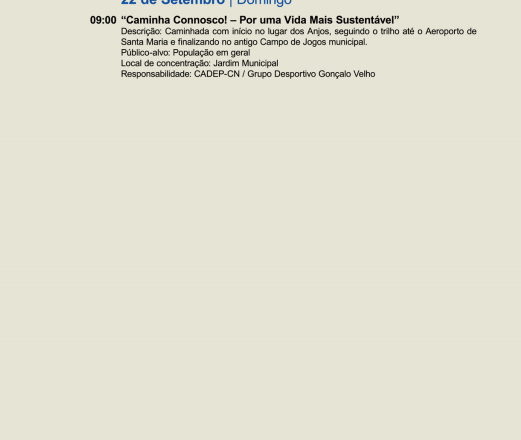 22 de Setembro | Domingo
09:00 “Caminha Connosco! – Por uma Vida Mais Sustentável”
Descrição: Caminhada com início no lugar dos Anjos, seguindo o trilho até o Aeroporto de
Santa Maria e finalizando no antigo Campo de Jogos municipal.
Público-alvo: População em geral
Local de concentração: Jardim Municipal
Responsabilidade: CADEP-CN / Grupo Desportivo Gonçalo Velho